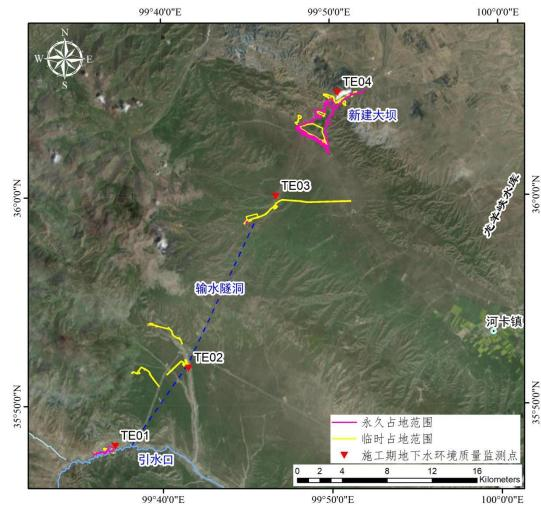 99°40'0"E
99°50'0"E
100°0'0"E
N
W
E
S
TE04
新建大坝
TE03
36°0'0"N
36°0'0"N
龙羊峡水库
输水隧洞
河卡镇
TE02
35°50'0"N
35°50'0"N
TE01
引水口
永久占地范围
临时占地范围
施工期地下水环境质量监测点
0 2 4 8 12 16
Kilometers
99°40'0"E
99°50'0"E
100°0'0"E